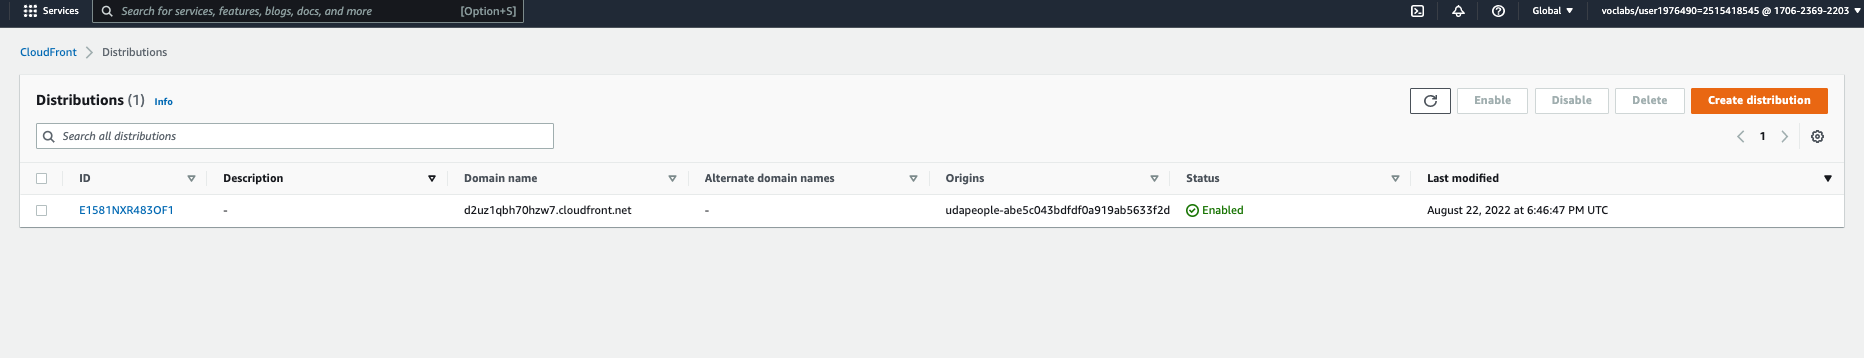 Services Search for services, features, blogs, docs, and more [Option+S] Global voclabs/user1976490=2515418545 @ 1706-2369-2203
CloudFront Distributions
Distributions (1) Info Enable Disable Delete Create distribution
Search all distributions 1
ID Description Domain name Alternate domain names Origins Status Last modified
E1581NXR483OF1 - d2uz1qbh70hzw7.cloudfront.net - udapeople-abe5c043bdfdf0a919ab5633f2d Enabled August 22, 2022 at 6:46:47 PM UTC